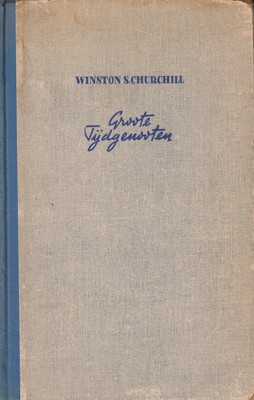 WINSTON S. CHURCHILL
Groote
Tijdgenooten